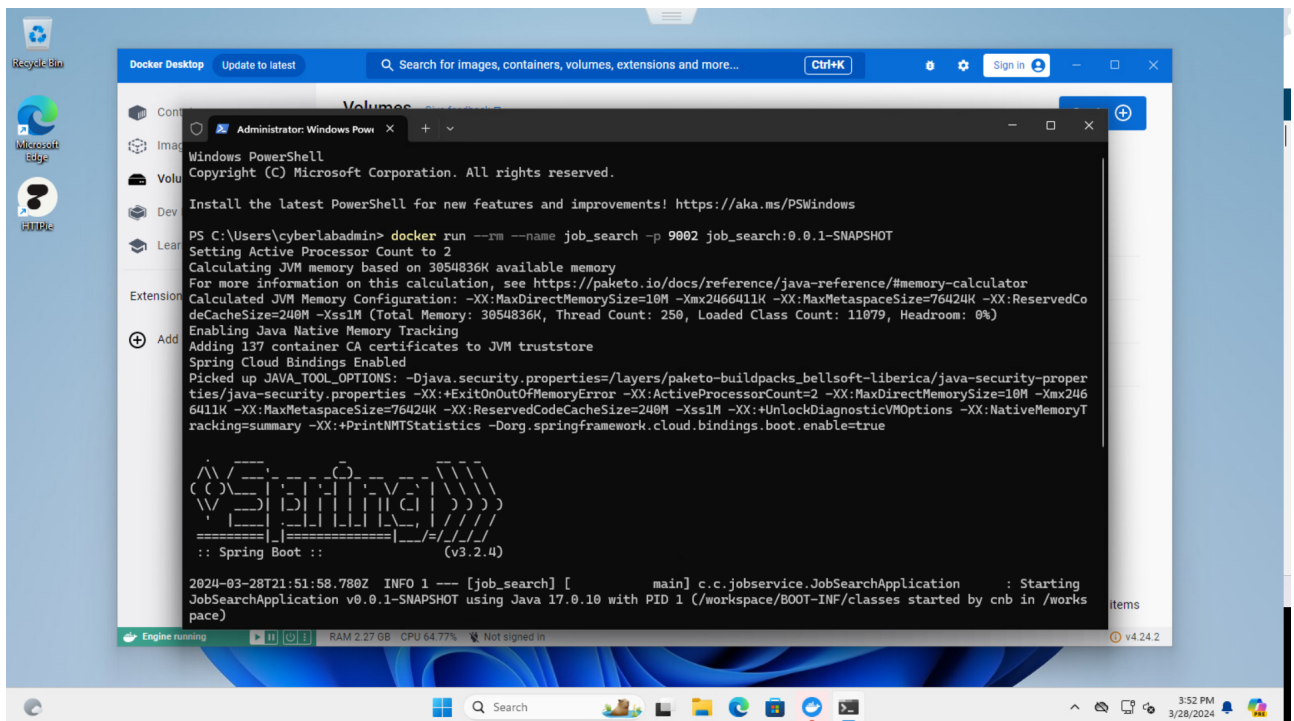 Recycle Bin
Docker Desktop
Update to latest
Search for images, containers, volumes, extensions and more...
Ctrl+K
Sign in
Microsoft
Edge
HTTPie
Volumes
Give feedback
Administrator: Windows Powe
Windows PowerShell
Copyright (C) Microsoft Corporation. All rights reserved.
Install the latest PowerShell for new features and improvements! https://aka.ms/PSWindows
PS C:\Users\cyberlabadmin> docker run --rm --name job_search -p 9002 job_search:0.0.1-SNAPSHOT
Setting Active Processor Count to 2
Calculating JVM memory based on 3054836K available memory
For more information on this calculation, see https://paketo.io/docs/reference/java-reference/#memory-calculator
Calculated JVM Memory Configuration: -XX:MaxDirectMemorySize=10M -Xmx2466411K -XX:MaxMetaspaceSize=76424K -XX:ReservedCo
deCacheSize=240M -Xss1M (Total Memory: 3054836K, Thread Count: 250, Loaded Class Count: 11079, Headroom: 0%)
Enabling Java Native Memory Tracking
Adding 137 container CA certificates to JVM truststore
Spring Cloud Bindings Enabled
Picked up JAVA_TOOL_OPTIONS: -Djava.security.properties=/layers/paketo-buildpacks_bellsoft-liberica/java-security-proper
ties/java-security.properties -XX:+ExitOnOutOfMemoryError -XX:ActiveProcessorCount=2 -XX:MaxDirectMemorySize=10M -Xmx246
6411K -XX:MaxMetaspaceSize=76424K -XX:ReservedCodeCacheSize=240M -Xss1M -XX:+UnlockDiagnosticVMOptions -XX:NativeMemoryT
racking=summary -XX:+PrintNMTStatistics -Dorg.springframework.cloud.bindings.boot.enable=true
Spring
:: Spring Boot :: (v3.2.4)
2024-03-28T21:51:58.780Z INFO 1 --- [job_search] [ main] c.c.jobservice.JobSearchApplication : Starting
JobSearchApplication v0.0.1-SNAPSHOT using Java 17.0.10 with PID 1 (/workspace/BOOT-INF/classes started by cnb in /works
pace)
Cont
Imag
Volu
Dev
Lear
Extension
Add
items
Engine running
RAM 2.27 GB CPU 64.77% Not signed in
v4.24.2
Search
3:52 PM
3/28/2024